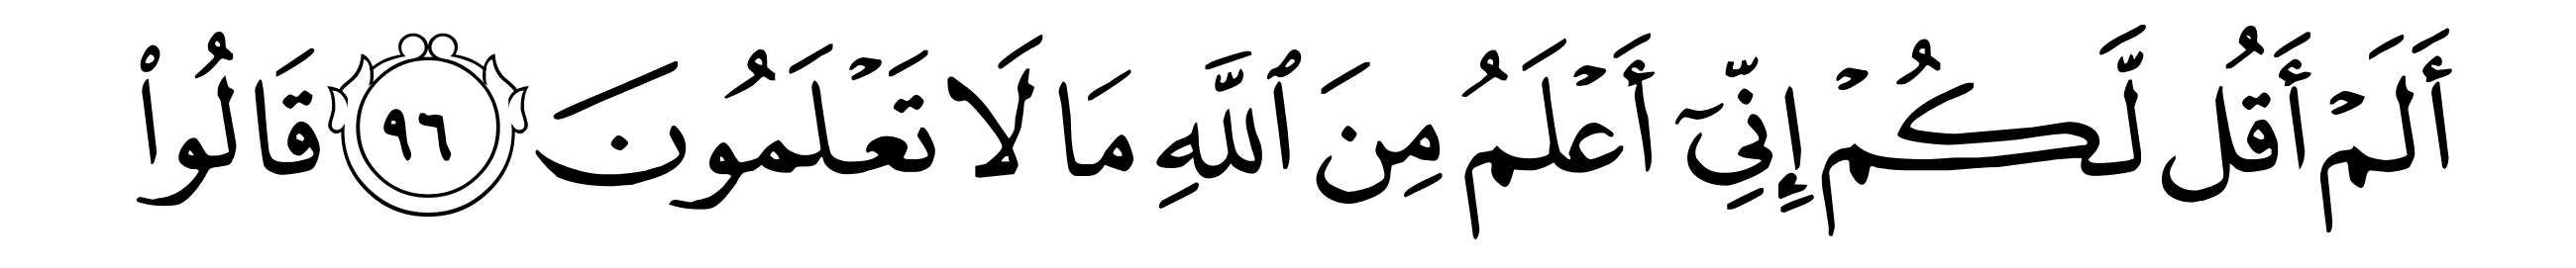 أَلَمْ أَقُل لَّكُمْ إِنِّيٓ أَعْلَمُ مِنَ ٱللَّهِ مَا لَا تَعْلَمُونَ ٩٦ قَالُوا۟